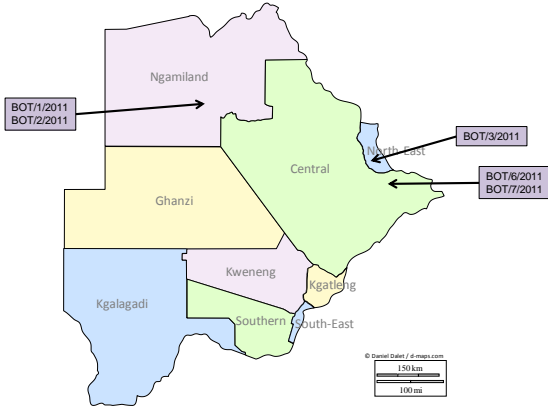 Ngamiland
BOT/1/2011
BOT/2/2011
BOT/3/2011
North-East
Central
BOT/6/2011
BOT/7/2011
Ghanzi
Kweneng
Kgatleng
Kgalagadi
Southern
South-East
© Daniel Dalet / d-maps.com
150 km
100 mi